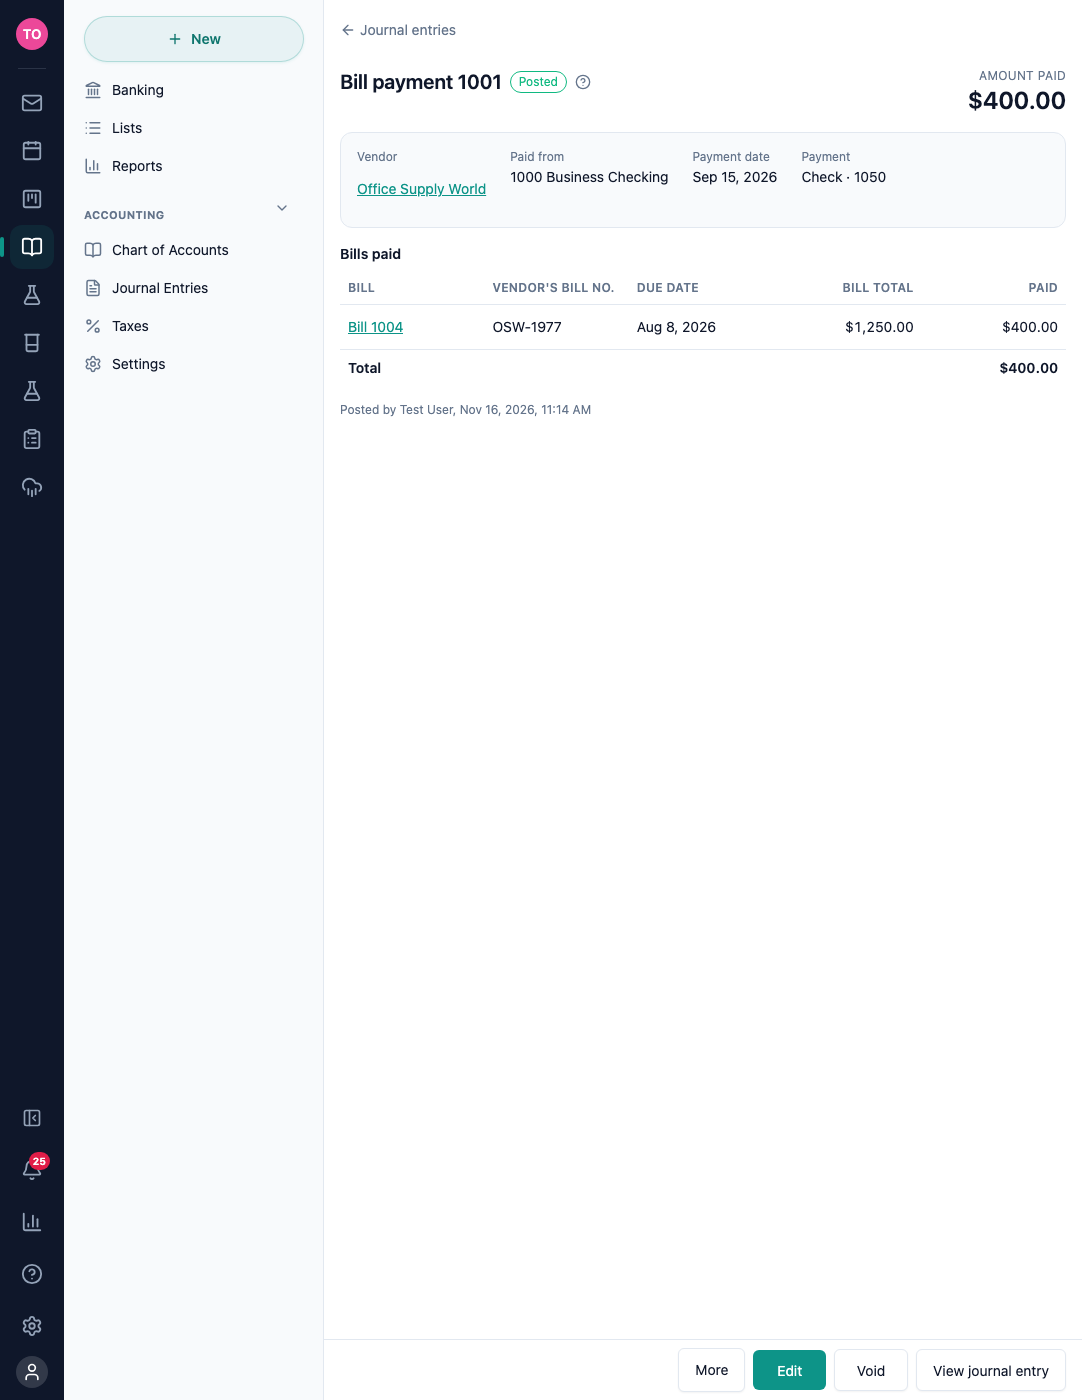 TO
25
New
Banking
Lists
Reports
ACCOUNTING
Chart of Accounts
Journal Entries
Taxes
Settings
Journal entries
Bill payment 1001 Posted
AMOUNT PAID
$400.00
Vendor Paid from Payment date Payment
Office Supply World 1000 Business Checking Sep 15, 2026 Check · 1050
Bills paid
BILL VENDOR'S BILL NO. DUE DATE BILL TOTAL PAID
Bill 1004 OSW-1977 Aug 8, 2026 $1,250.00 $400.00
Total $400.00
Posted by Test User, Nov 16, 2026, 11:14 AM
More Edit Void View journal entry